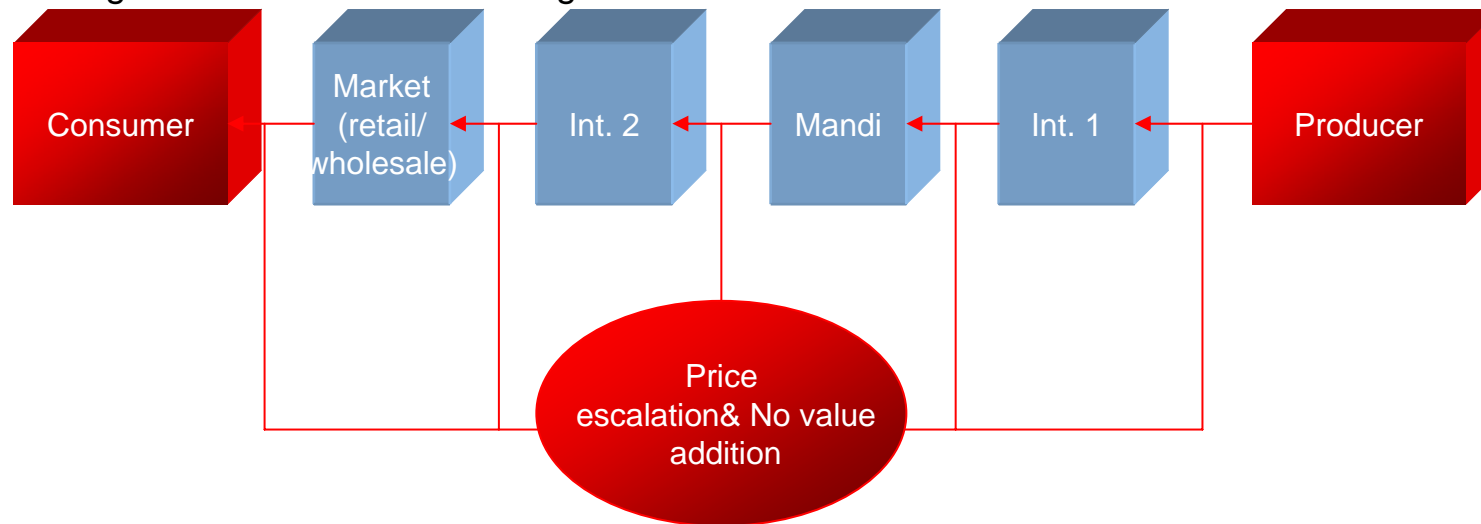 Consumer
Market
(retail/
wholesale)
Int. 2
Mandi
Int. 1
Producer
Price
escalation& No value
addition